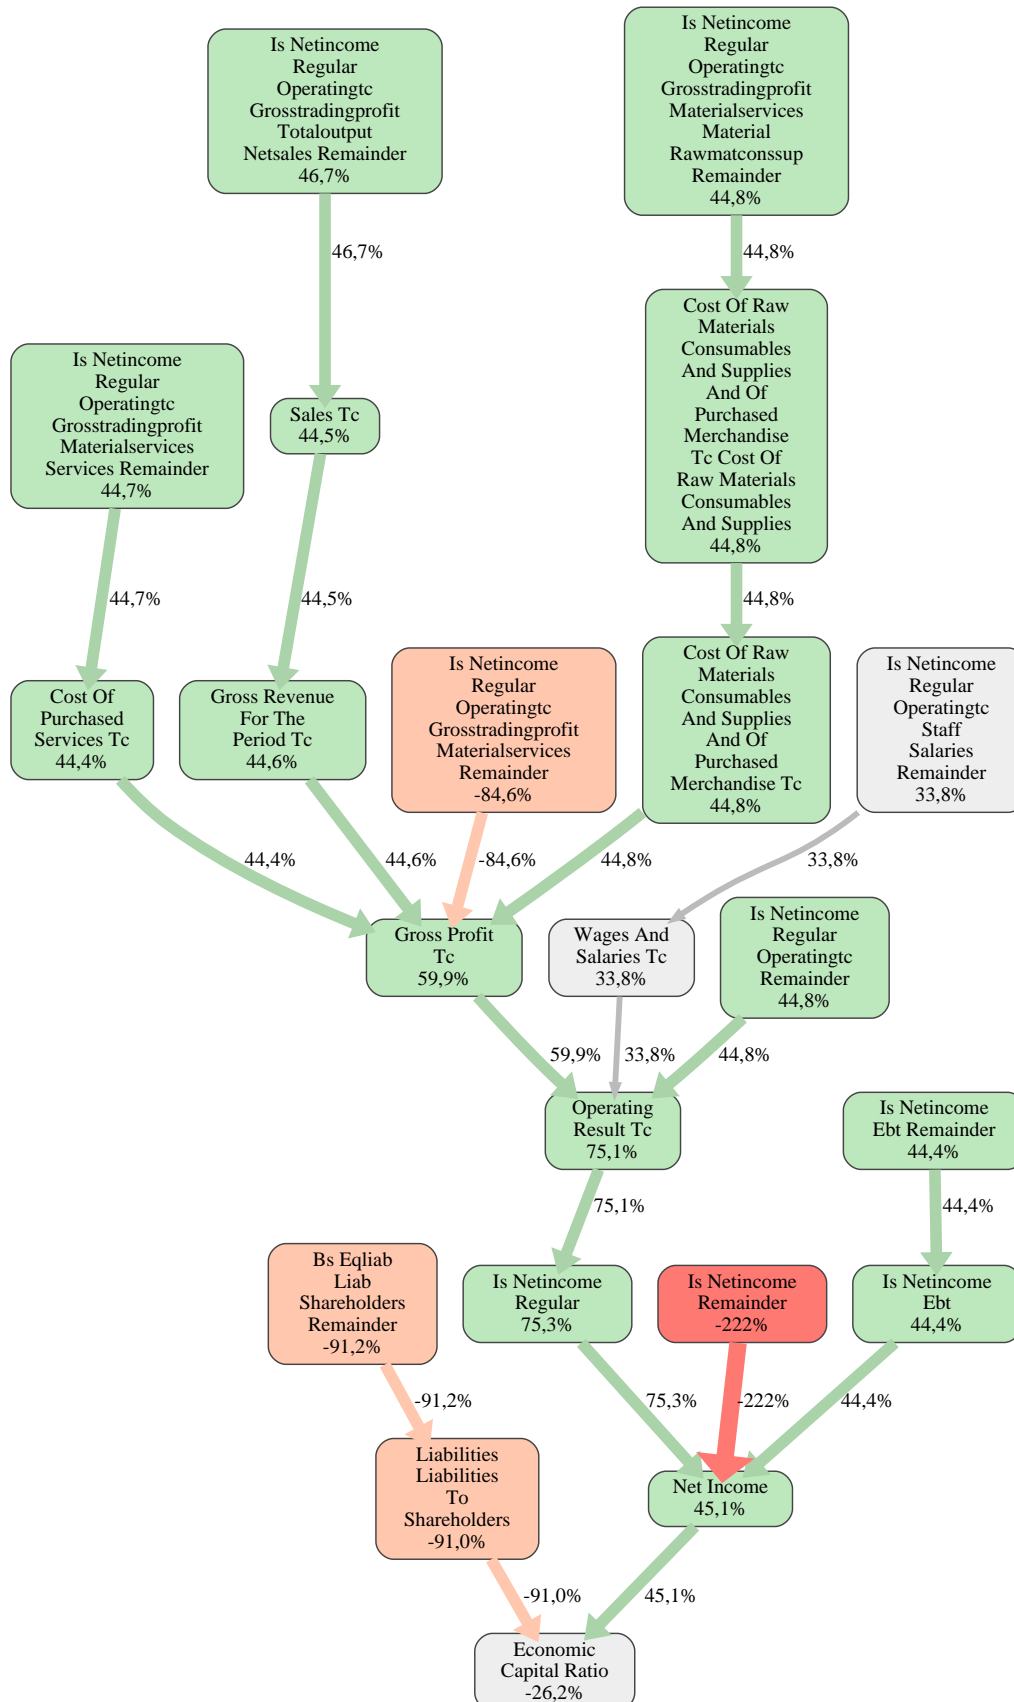 Is Netincome
Regular
Operatingtc
Grosstradingprofit
Totaloutput
Netsales Remainder
46,7%
Is Netincome
Regular
Operatingtc
Grosstradingprofit
Materialservices
Material
Rawmatconssup
Remainder
44,8%
46,7%
44,8%
Cost Of Raw
Materials
Consumables
And Supplies
And Of
Purchased
Merchandise
Tc Cost Of
Raw Materials
Consumables
And Supplies
44,8%
Is Netincome
Regular
Operatingtc
Grosstradingprofit
Materialservices
Services Remainder
44,7%
Sales Tc
44,5%
44,7%
44,5%
44,8%
Cost Of
Purchased
Services Tc
44,4%
Gross Revenue
For The
Period Tc
44,6%
Is Netincome
Regular
Operatingtc
Grosstradingprofit
Materialservices
Remainder
-84,6%
Cost Of Raw
Materials
Consumables
And Supplies
And Of
Purchased
Merchandise Tc
44,8%
Is Netincome
Regular
Operatingtc
Staff
Salaries
Remainder
33,8%
44,4%
44,6%
-84,6%
44,8%
33,8%
Gross Profit
Tc
59,9%
Wages And
Salaries Tc
33,8%
Is Netincome
Regular
Operatingtc
Remainder
44,8%
59,9%
33,8%
44,8%
Operating
Result Tc
75,1%
Is Netincome
Ebt Remainder
44,4%
75,1%
44,4%
Bs Eqliab
Liab
Shareholders
Remainder
-91,2%
Is Netincome
Regular
75,3%
Is Netincome
Remainder
-222%
Is Netincome
Ebt
44,4%
-91,2%
75,3%
-222%
44,4%
Liabilities
Liabilities
To
Shareholders
-91,0%
Net Income
45,1%
-91,0%
45,1%
Economic
Capital Ratio
-26,2%